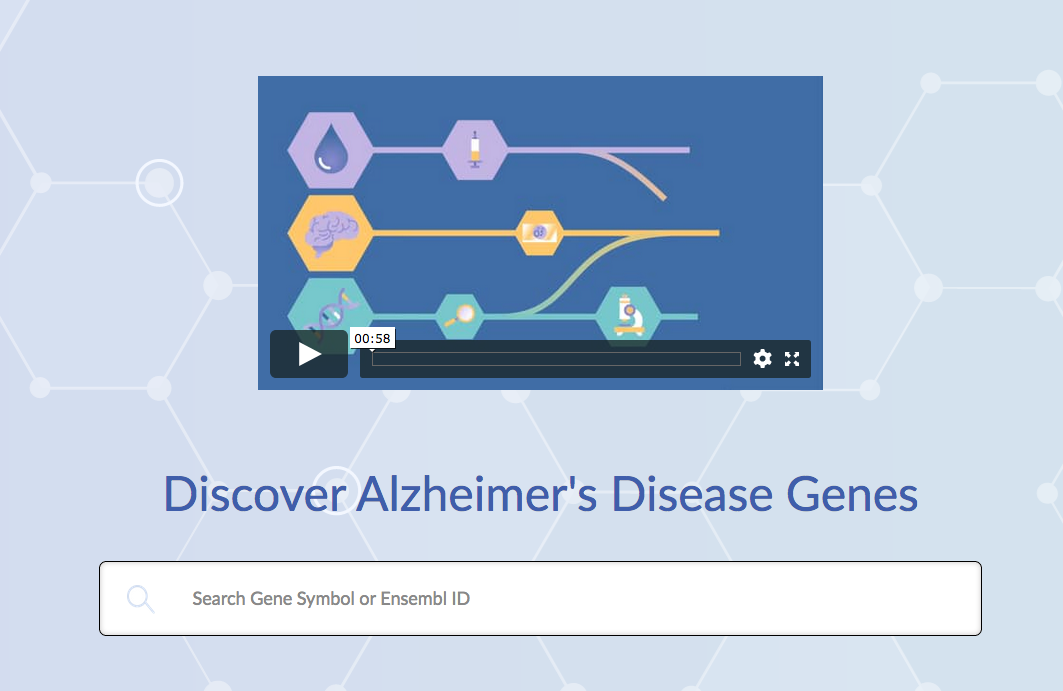 00:58
Discover Alzheimer's Disease Genes
Search Gene Symbol or Ensembl ID